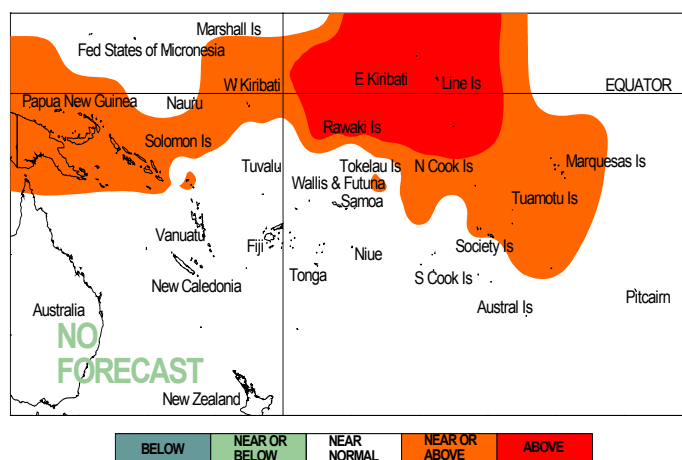 Marshall Is
Fed States of Micronesia
W Kiribati
E Kiribati
Line Is
EQUATOR
Papua New Guinea
Nauru
Rawaki Is
Solomon Is
Tuvalu
Tokelau Is
N Cook Is
Marquesas Is
Wallis & Futuna
Samoa
Tuamotu Is
Vanuatu
Fiji
Niue
Society Is
Tonga
New Caledonia
S Cook Is
Pitcairn
Australia
Austral Is
NO
FORECAST
New Zealand
BELOW
NEAR OR
BELOW
NEAR
NORMAL
NEAR OR
ABOVE
ABOVE